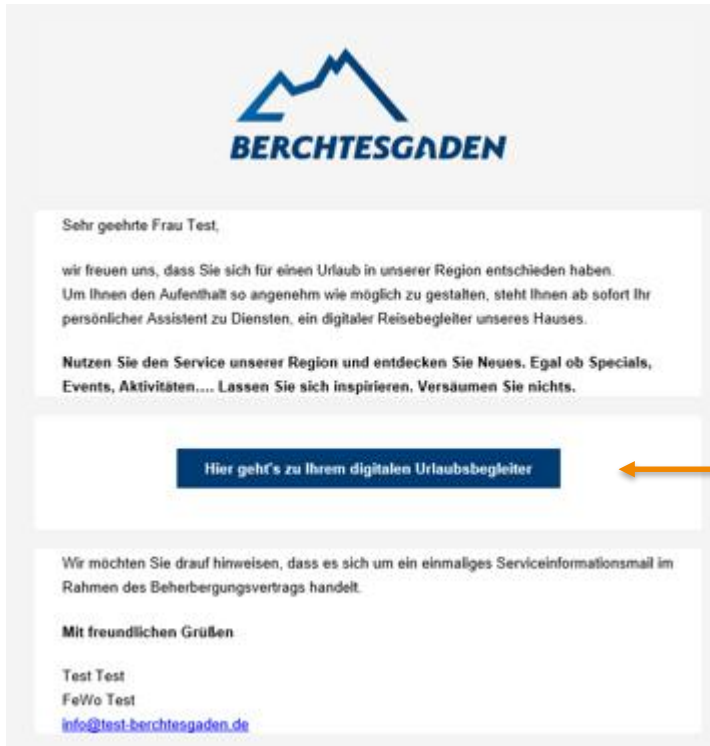 BERCHTESGADEN
Sehr geehrte Frau Test,
wir freuen uns, dass Sie sich für einen Urlaub in unserer Region entschieden haben.
Um Ihnen den Aufenthalt so angenehm wie möglich zu gestalten, steht Ihnen ab sofort Ihr
persönlicher Assistent zu Diensten, ein digitaler Reisebegleiter unseres Hauses.
Nutzen Sie den Service unserer Region und entdecken Sie Neues. Egal ob Specials,
Events, Aktivitäten.... Lassen Sie sich inspirieren. Versäumen Sie nichts.
Hier geht's zu Ihrem digitalen Urlaubsbegleiter
Wir möchten Sie drauf hinweisen, dass es sich um ein einmaliges Serviceinformationsmail im
Rahmen des Beherbergungsvertrags handelt.
Mit freundlichen Grüßen
Test Test
FeWo Test
info@test-berchtesgaden.de